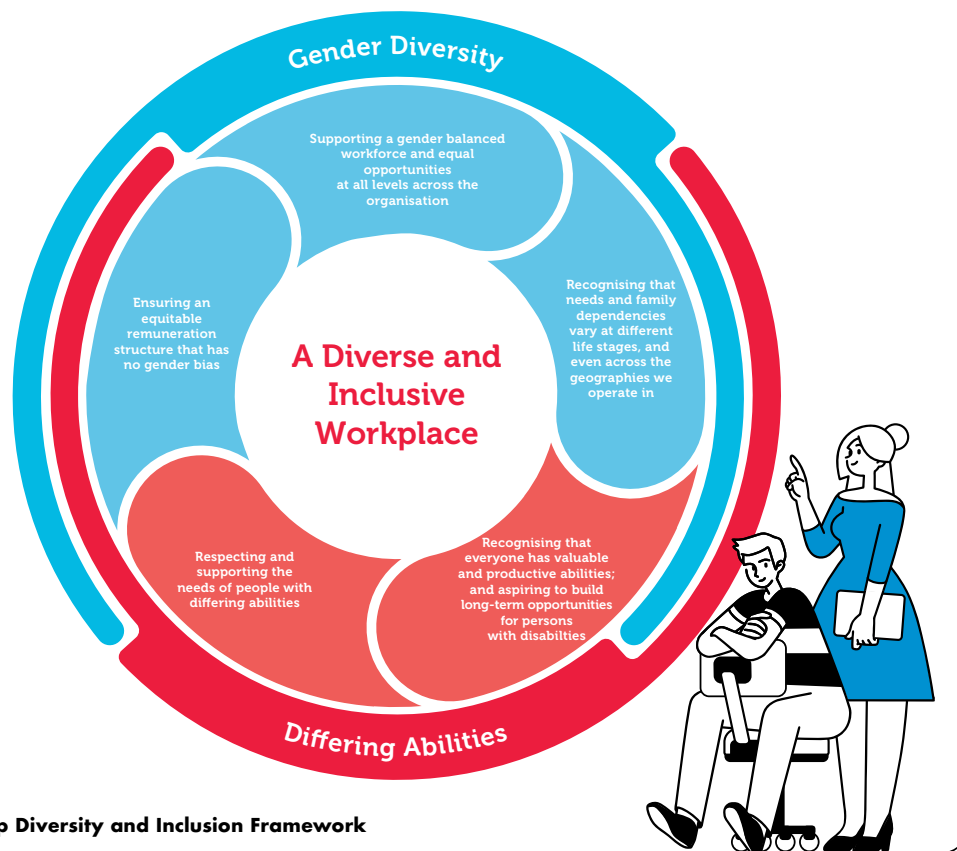 Gender Diversity
Supporting a gender balanced
workforce and equal
opportunities
at all levels across the
organisation
Ensuring an
equitable
remuneration
structure that has
no gender bias
Recognising that
needs and family
dependencies
vary at different
life stages, and
even across the
geographies we
operate in
A Diverse and
Inclusive
Workplace
Respecting and
supporting the
needs of people with
differing abilities
Recognising that
everyone has valuable
and productive abilities;
and aspiring to build
long-term opportunities
for persons
with disabilties
Differing Abilities
Diversity and Inclusion Framework